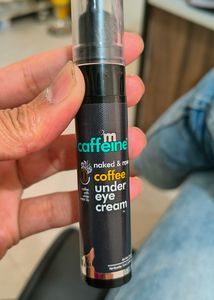 m
caffeine
naked & raw
coffee
under
eye
cream